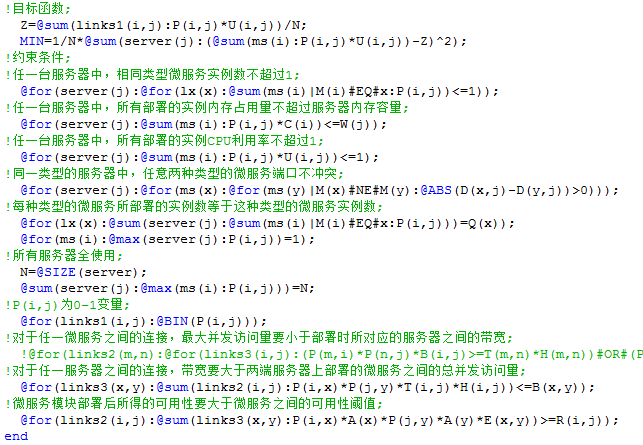 !目标函数;
Z=@sum(links1(i,j):P(i,j)*U(i,j))/N;
MIN=1/N*@sum(server(j):(@sum(ms(i):P(i,j)*U(i,j))-Z)^2);
!约束条件;
!任一台服务器中，相同类型微服务实例数不超过1;
@for(server(j):@for(lx(x):@sum(ms(i)|M(i)#EQ#x:P(i,j))<=1));
!任一台服务器中，所有部署的实例内存占用量不超过服务器内存容量;
@for(server(j):@sum(ms(i):P(i,j)*C(i))<=W(j));
!任一台服务器中，所有部署的实例CPU利用率不超过1;
@for(server(j):@sum(ms(i):P(i,j)*U(i,j))<=1);
!同一类型的服务器中，任意两种类型的微服务端口不冲突;
@for(server(j):@for(ms(x):@for(ms(y)|M(x)#NE#M(y):@ABS(D(x,j)-D(y,j))>0)));
!每种类型的微服务所部署的实例数等于这种类型的微服务实例数;
@for(lx(x):@sum(server(j):@sum(ms(i)|M(i)#EQ#x:P(i,j)))=Q(x));
@for(ms(i):@max(server(j):P(i,j))=1);
!所有服务器全使用;
N=@SIZE(server);
@sum(server(j):@max(ms(i):P(i,j)))=N;
!P(i,j)为0-1变量;
@for(links1(i,j):@BIN(P(i,j)));
!对于任一微服务之间的连接，最大并发访问量要小于部署时所对应的服务器之间的带宽;
!@for(links2(m,n):@for(links3(i,j):(P(m,i)*P(n,j)*B(i,j)>=T(m,n)*H(m,n))#OR#(P
!对于任一服务器之间的连接，带宽要大于两端服务器上部署的微服务之间的总并发访问量;
@for(links3(x,y):@sum(links2(i,j):P(i,x)*P(j,y)*T(i,j)*H(i,j))<=B(x,y));
!微服务模块部署后所得的可用性要大于微服务之间的可用性阈值;
@for(links2(i,j):@sum(links3(x,y):P(i,x)*A(x)*P(j,y)*A(y)*E(x,y))>=R(i,j));
end